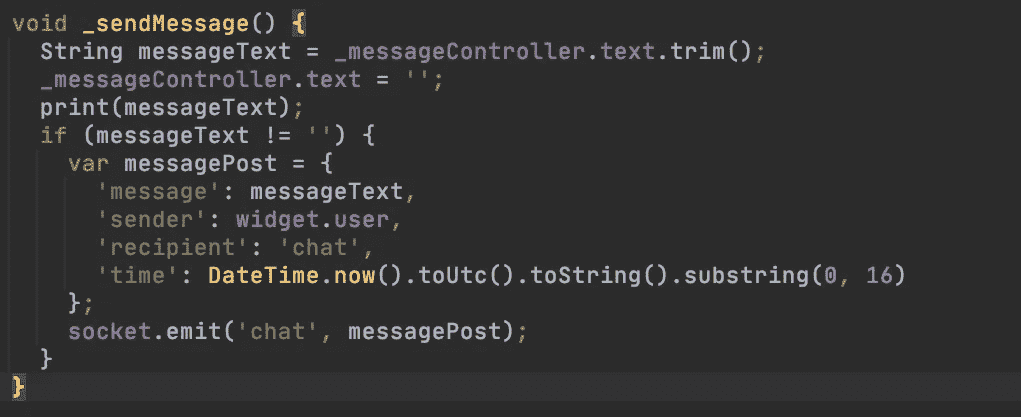 void _sendMessage() {
  String messageText = _messageController.text.trim();
  _messageController.text = '';
  print(messageText);
  if (messageText != '') {
    var messagePost = {
      'message': messageText,
      'sender': widget.user,
      'recipient': 'chat',
      'time': DateTime.now().toUtc().toString().substring(0, 16)
    };
    socket.emit('chat', messagePost);
  }
}